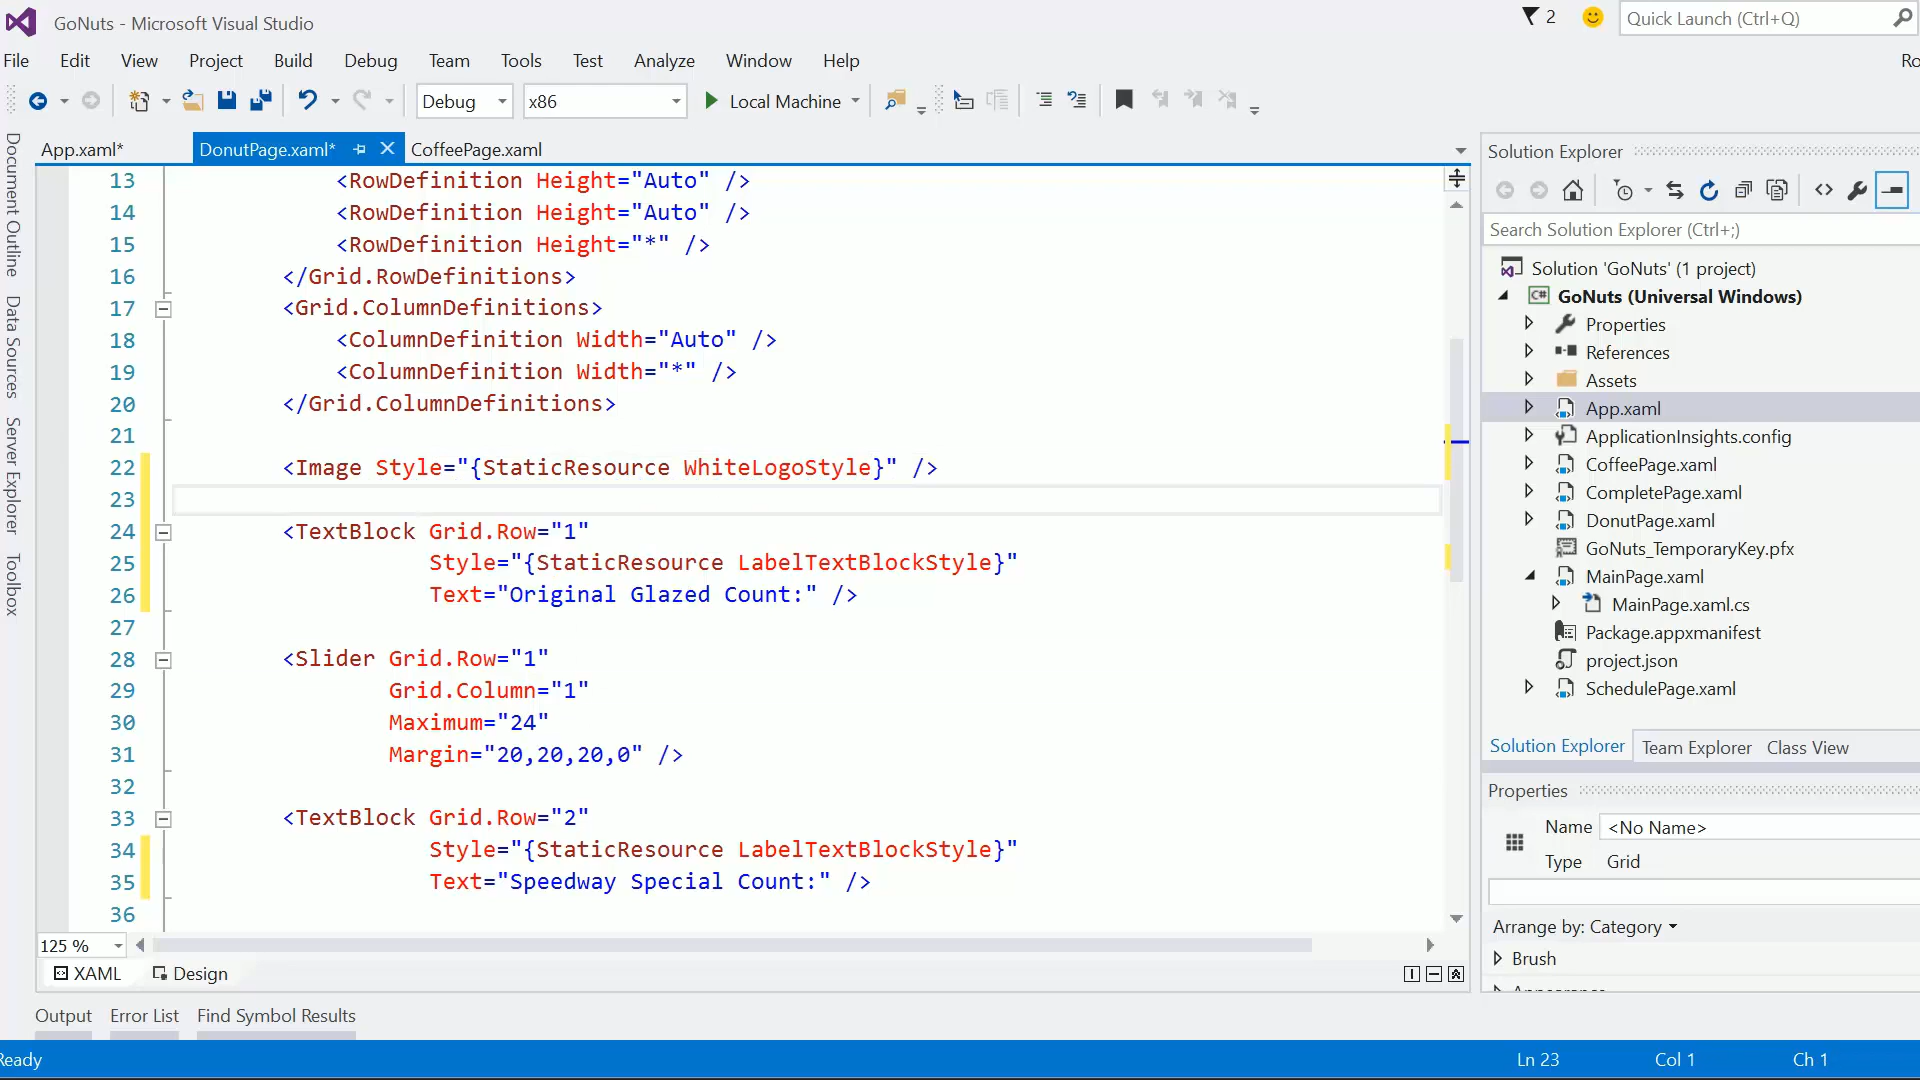 GoNuts - Microsoft Visual Studio
2
Quick Launch (Ctrl+Q)
File Edit View Project Build Debug Team Tools Test Analyze Window Help
Ro
Debug x86 Local Machine
App.xaml* DonutPage.xaml* CoffeePage.xaml
Document Outline
Data Sources
Server Explorer
Toolbox
13 <RowDefinition Height="Auto" />
14 <RowDefinition Height="Auto" />
15 <RowDefinition Height="*" />
16 </Grid.RowDefinitions>
17 <Grid.ColumnDefinitions>
18 <ColumnDefinition Width="Auto" />
19 <ColumnDefinition Width="*" />
20 </Grid.ColumnDefinitions>
21
22 <Image Style="{StaticResource WhiteLogoStyle}" />
23
24 <TextBlock Grid.Row="1"
25 Style="{StaticResource LabelTextBlockStyle}"
26 Text="Original Glazed Count:" />
27
28 <Slider Grid.Row="1"
29 Grid.Column="1"
30 Maximum="24"
31 Margin="20,20,20,0" />
32
33 <TextBlock Grid.Row="2"
34 Style="{StaticResource LabelTextBlockStyle}"
35 Text="Speedway Special Count:" />
36
125 %
XAML Design
Solution Explorer
Search Solution Explorer (Ctrl+;)
Solution 'GoNuts' (1 project)
C# GoNuts (Universal Windows)
Properties
References
Assets
App.xaml
ApplicationInsights.config
CoffeePage.xaml
CompletePage.xaml
DonutPage.xaml
GoNuts_TemporaryKey.pfx
MainPage.xaml
MainPage.xaml.cs
Package.appxmanifest
project.json
SchedulePage.xaml
Solution Explorer Team Explorer Class View
Properties
Name <No Name>
Type Grid
Arrange by: Category
Brush
Output Error List Find Symbol Results
Ready
Ln 23 Col 1 Ch 1